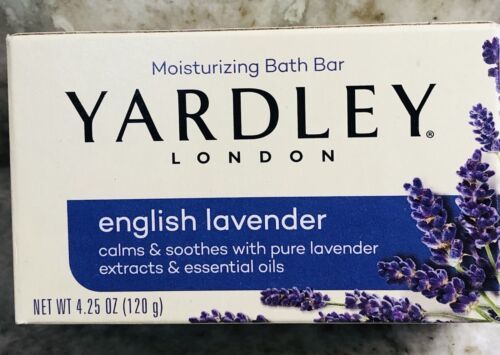 Moisturizing Bath Bar
YARDLEY®
LONDON
english lavender
calms & soothes with pure lavender
extracts & essential oils
NET WT 4.25 OZ (120 g)